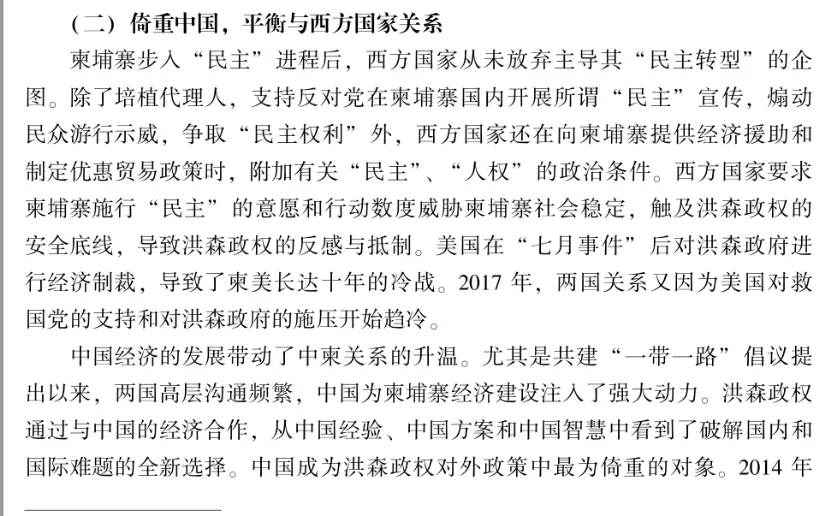 （二）倚重中国，平衡与西方国家关系
柬埔寨步入“民主”进程后，西方国家从未放弃主导其“民主转型”的企
图。除了培植代理人，支持反对党在柬埔寨国内开展所谓“民主”宣传，煽动
民众游行示威，争取“民主权利”外，西方国家还在向柬埔寨提供经济援助和
制定优惠贸易政策时，附加有关“民主”、“人权”的政治条件。西方国家要求
柬埔寨施行“民主”的意愿和行动数度威胁柬埔寨社会稳定，触及洪森政权的
安全底线，导致洪森政权的反感与抵制。美国在“七月事件”后对洪森政府进
行经济制裁，导致了柬美长达十年的冷战。2017 年，两国关系又因为美国对救
国党的支持和对洪森政府的施压开始趋冷。
中国经济的发展带动了中柬关系的升温。尤其是共建“一带一路”倡议提
出以来，两国高层沟通频繁，中国为柬埔寨经济建设注入了强大动力。洪森政权
通过与中国的经济合作，从中国经验、中国方案和中国智慧中看到了破解国内和
国际难题的全新选择。中国成为洪森政权对外政策中最为倚重的对象。2014 年